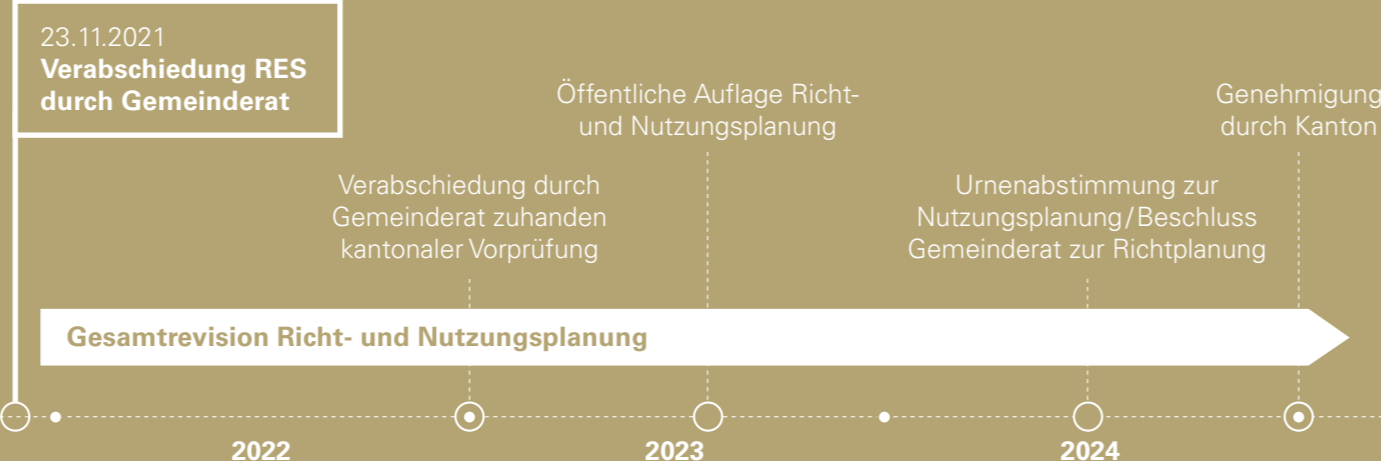 23.11.2021
Verabschiedung RES
durch Gemeinderat
Öffentliche Auflage Richt-
und Nutzungsplanung
Genehmigung
durch Kanton
Verabschiedung durch
Gemeinderat zuhanden
kantonaler Vorprüfung
Urnenabstimmung zur
Nutzungsplanung/Beschluss
Gemeinderat zur Richtplanung
Gesamtrevision Richt- und Nutzungsplanung
2022
2023
2024